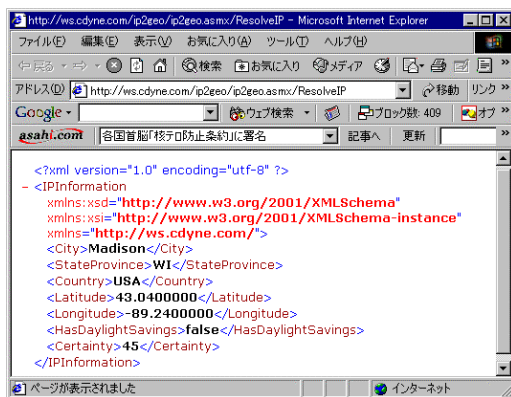 http://ws.cdyne.com/ip2geo/ip2geo.asmx/ResolveIP - Microsoft Internet Explorer
ファイル(F) 編集(E) 表示(V) お気に入り(A) ツール(T) ヘルプ(H)
戻る 検索 お気に入り メディア
アドレス(D) http://ws.cdyne.com/ip2geo/ip2geo.asmx/ResolveIP 移動 リンク
Google ウェブ検索 ブロック数: 409 オプ
asahi.com 各国首脳「核テロ防止条約」に署名 記事へ 更新
<?xml version="1.0" encoding="utf-8" ?>
- <IPInformation
xmlns:xsd="http://www.w3.org/2001/XMLSchema"
xmlns:xsi="http://www.w3.org/2001/XMLSchema-instance"
xmlns="http://ws.cdyne.com/">
<City>Madison</City>
<StateProvince>WI</StateProvince>
<Country>USA</Country>
<Latitude>43.0400000</Latitude>
<Longitude>-89.2400000</Longitude>
<HasDaylightSavings>false</HasDaylightSavings>
<Certainty>45</Certainty>
</IPInformation>
ページが表示されました インターネット